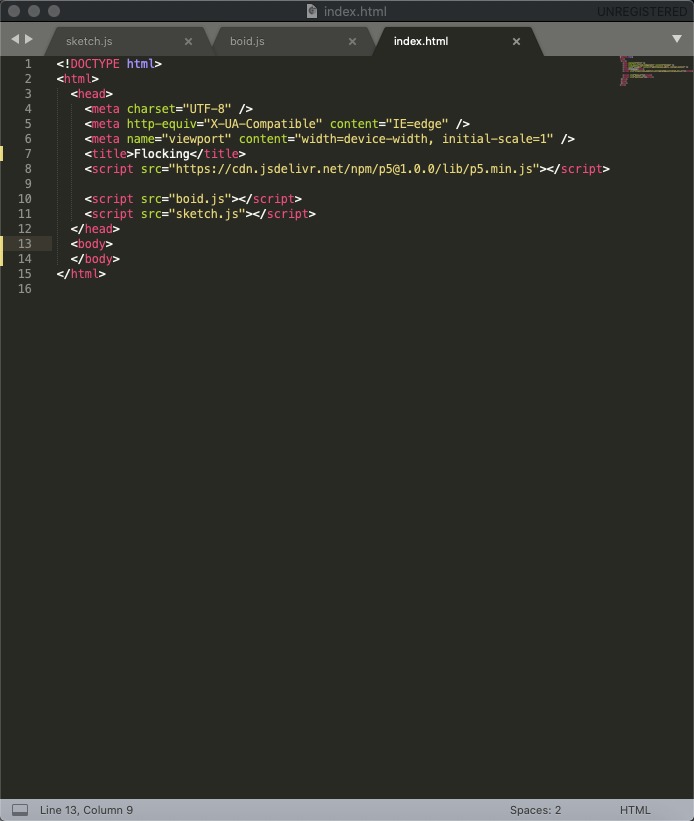 index.html
UNREGISTERED
sketch.js
boid.js
index.html
1 <!DOCTYPE html>
2 <html>
3 <head>
4 <meta charset="UTF-8" />
5 <meta http-equiv="X-UA-Compatible" content="IE=edge" />
6 <meta name="viewport" content="width=device-width, initial-scale=1" />
7 <title>Flocking</title>
8 <script src="https://cdn.jsdelivr.net/npm/p5@1.0.0/lib/p5.min.js"></script>
9
10 <script src="boid.js"></script>
11 <script src="sketch.js"></script>
12 </head>
13 <body>
14 </body>
15 </html>
16
Line 13, Column 9
Spaces: 2
HTML